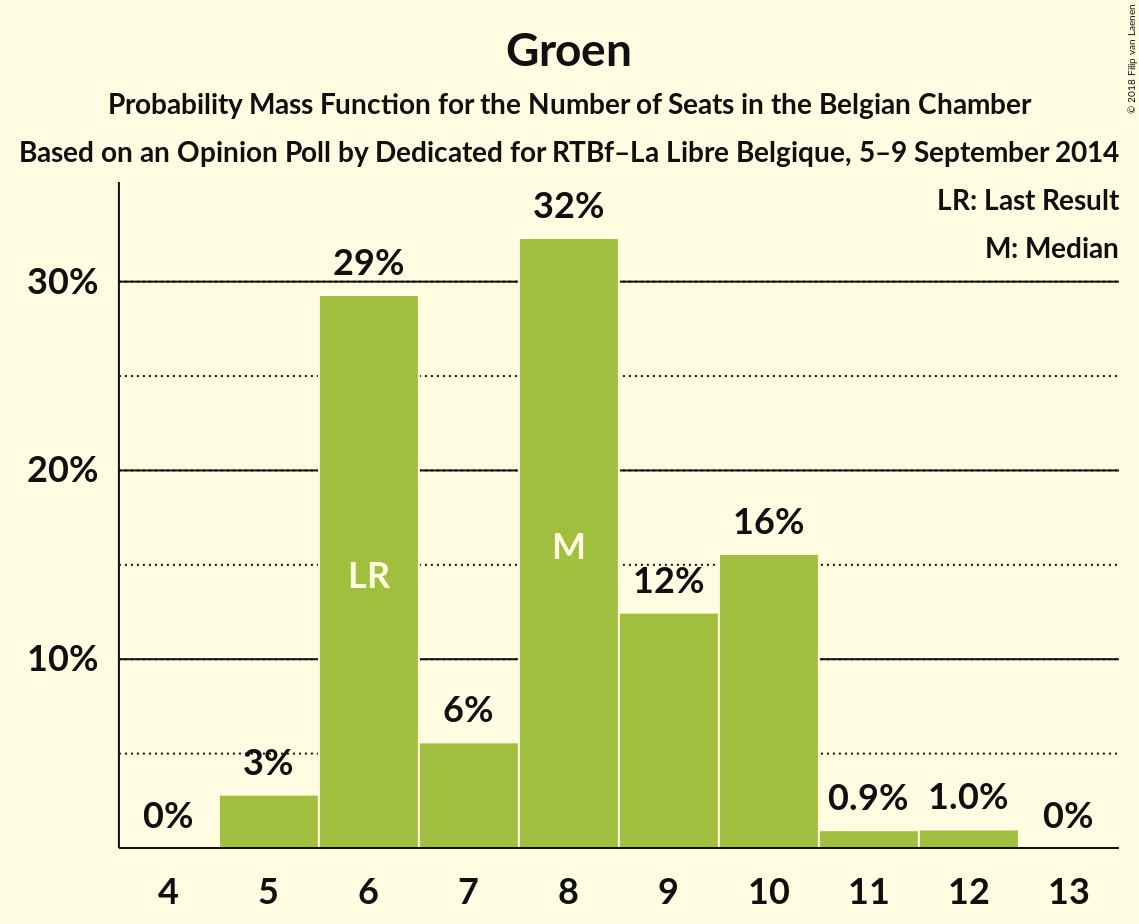 Groen
Probability Mass Function for the Number of Seats in the Belgian Chamber
Based on an Opinion Poll by Dedicated for RTBf–La Libre Belgique, 5–9 September 2014
© 2018 Filip van Laenen
LR: Last Result
M: Median
32%
29%
30%
20%
16%
M
LR
12%
10%
6%
3%
0%
0.9%
1.0%
0%
4 5 6 7 8 9 10 11 12 13